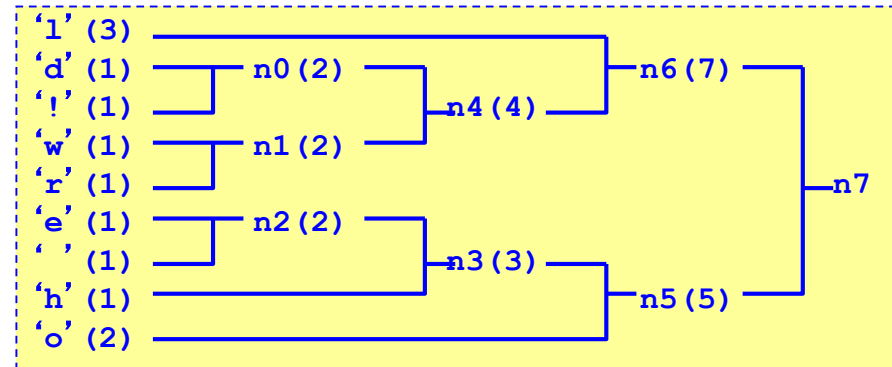 ‘l’(3)
‘d’(1) n0(2) n6(7)
‘!’(1) n4(4)
‘w’(1) n1(2)
‘r’(1) n7
‘e’(1) n2(2)
‘ ’(1) n3(3)
‘h’(1) n5(5)
‘o’(2)